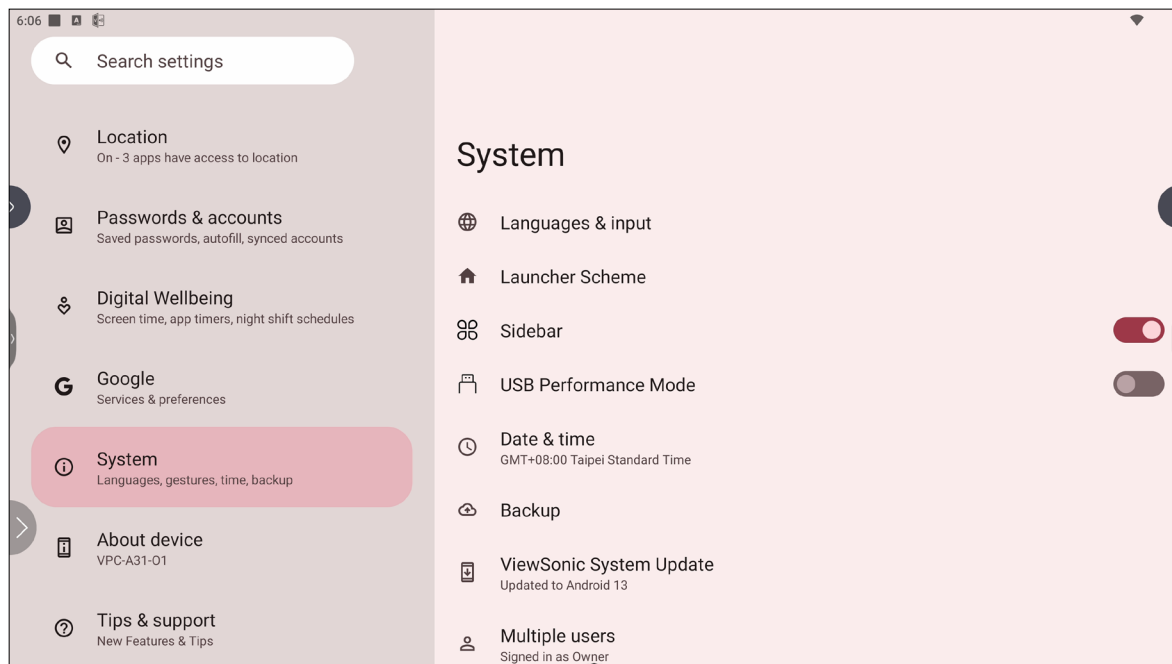 6:06
Search settings
Location
On - 3 apps have access to location
Passwords & accounts
Saved passwords, autofill, synced accounts
Digital Wellbeing
Screen time, app timers, night shift schedules
Google
Services & preferences
System
Languages, gestures, time, backup
About device
VPC-A31-O1
Tips & support
New Features & Tips
System
Languages & input
Launcher Scheme
Sidebar
USB Performance Mode
Date & time
GMT+08:00 Taipei Standard Time
Backup
ViewSonic System Update
Updated to Android 13
Multiple users
Signed in as Owner